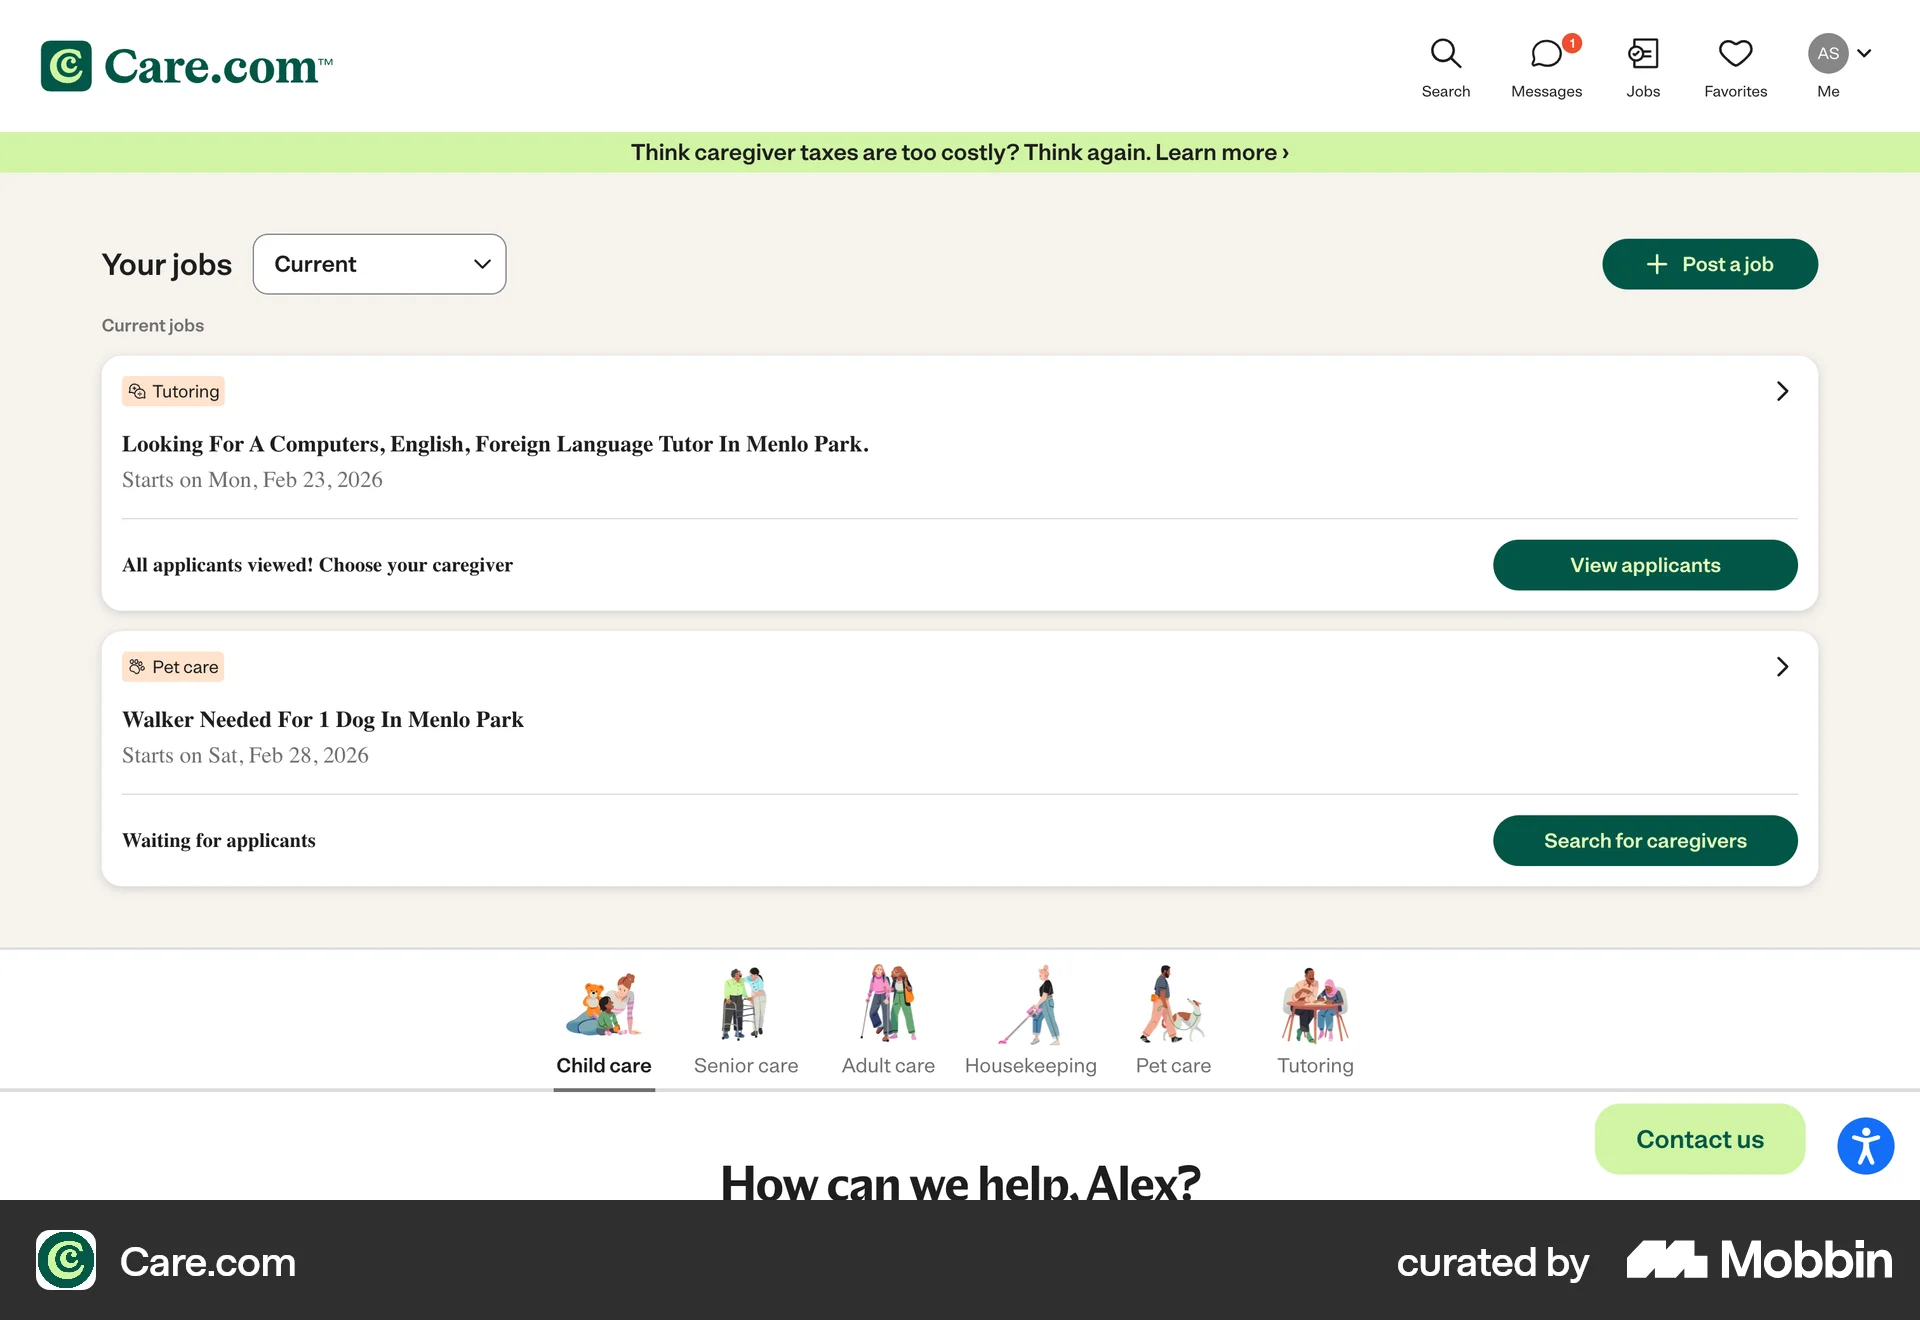 Care.com™
Search
1
Messages
Jobs
Favorites
AS
Me
Think caregiver taxes are too costly? Think again. Learn more ›
Your jobs
Current
+ Post a job
Current jobs
Tutoring
Looking For A Computers, English, Foreign Language Tutor In Menlo Park.
Starts on Mon, Feb 23, 2026
All applicants viewed! Choose your caregiver
View applicants
Pet care
Walker Needed For 1 Dog In Menlo Park
Starts on Sat, Feb 28, 2026
Waiting for applicants
Search for caregivers
Child care
Senior care
Adult care
Housekeeping
Pet care
Tutoring
Contact us
How can we help, Alex?
Care.com
curated by Mobbin